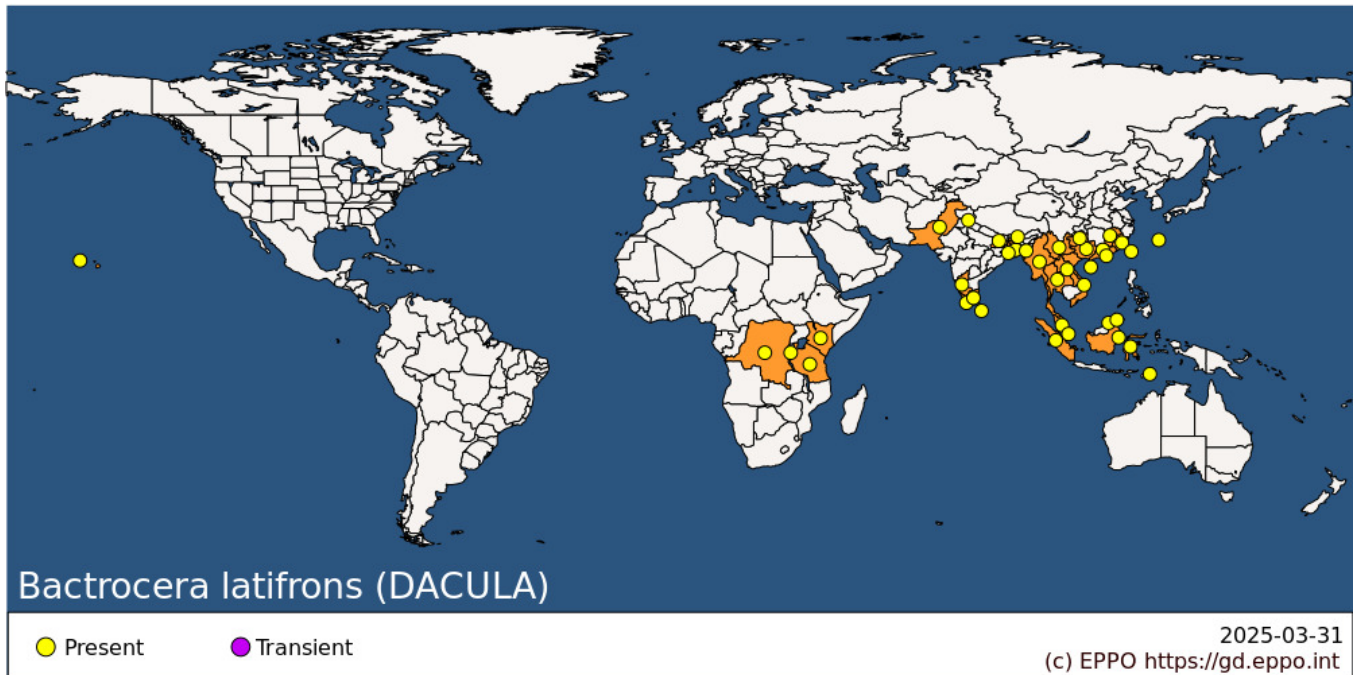 Bactrocera latifrons (DACULA)
Present
Transient
2025-03-31
(c) EPPO https://gd.eppo.int